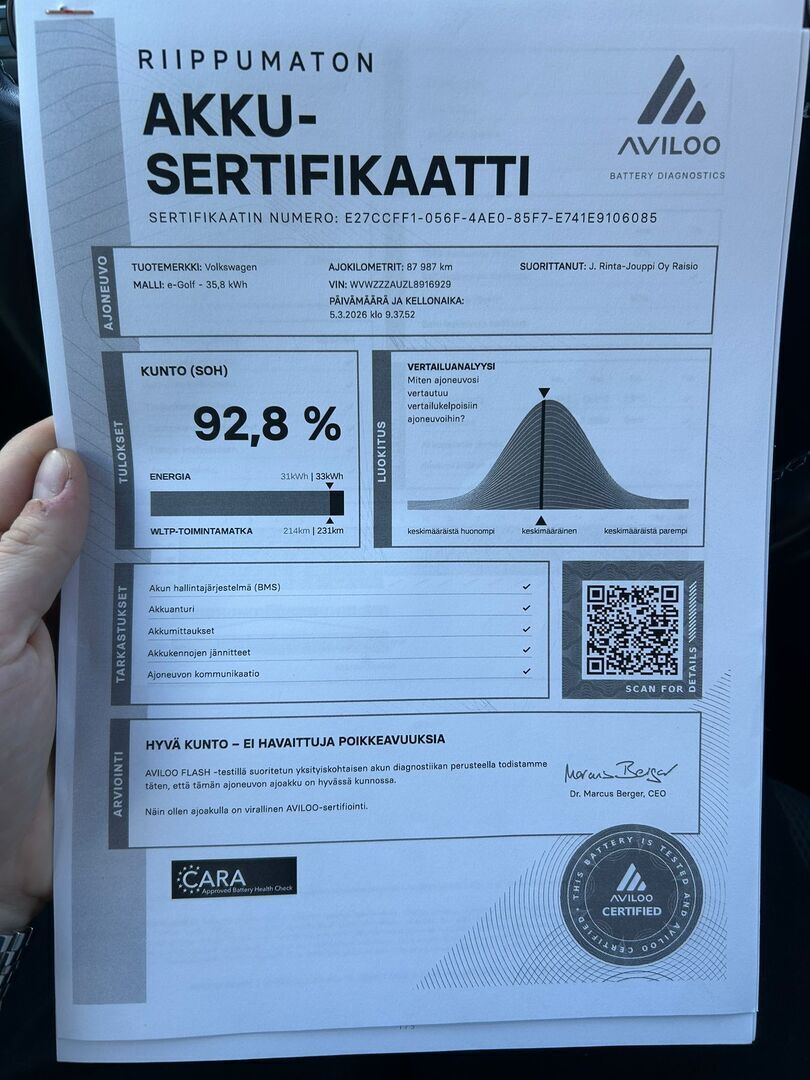 RIIPPUMATON
AKKU-
SERTIFIKAATTI
AVILOO
BATTERY DIAGNOSTICS
SERTIFIKAATIN NUMERO: E27CCFF1-056F-4AE0-85F7-E741E9106085
AJONEUVO
TUOTEMERKKI: Volkswagen
MALLI: e-Golf - 35,8 kWh
AJOKILOMETRIT: 87 987 km
VIN: WVWZZZAUZL8916929
PÄIVÄMÄÄRÄ JA KELLONAIKA:
5.3.2026 klo 9.37.52
SUORITTANUT: J. Rinta-Jouppi Oy Raisio
TULOKSET
KUNTO (SOH)
92,8 %
ENERGIA 31kWh | 33kWh
WLTP-TOIMINTAMATKA 214km | 231km
LUOKITUS
VERTAILUANALYYSI
Miten ajoneuvosi
vertautuu
vertailukelpoisiin
ajoneuvoihin?
keskimääräistä huonompi keskimääräinen keskimääräistä parempi
TARKASTUKSET
Akun hallintajärjestelmä (BMS)
Akkuanturi
Akkumittaukset
Akkukennojen jännitteet
Ajoneuvon kommunikaatio
SCAN FOR DETAILS
ARVIOINTI
HYVÄ KUNTO – EI HAVAITTUJA POIKKEAVUUKSIA
AVILOO FLASH -testillä suoritetun yksityiskohtaisen akun diagnostiikan perusteella todistamme
täten, että tämän ajoneuvon ajoakku on hyvässä kunnossa.
Näin ollen ajoakulla on virallinen AVILOO-sertifiointi.
Marcus Berger
Dr. Marcus Berger, CEO
CARA
Approved Battery Health Check
THIS BATTERY IS TESTED AND AVILOO CERTIFIED
AVILOO
CERTIFIED